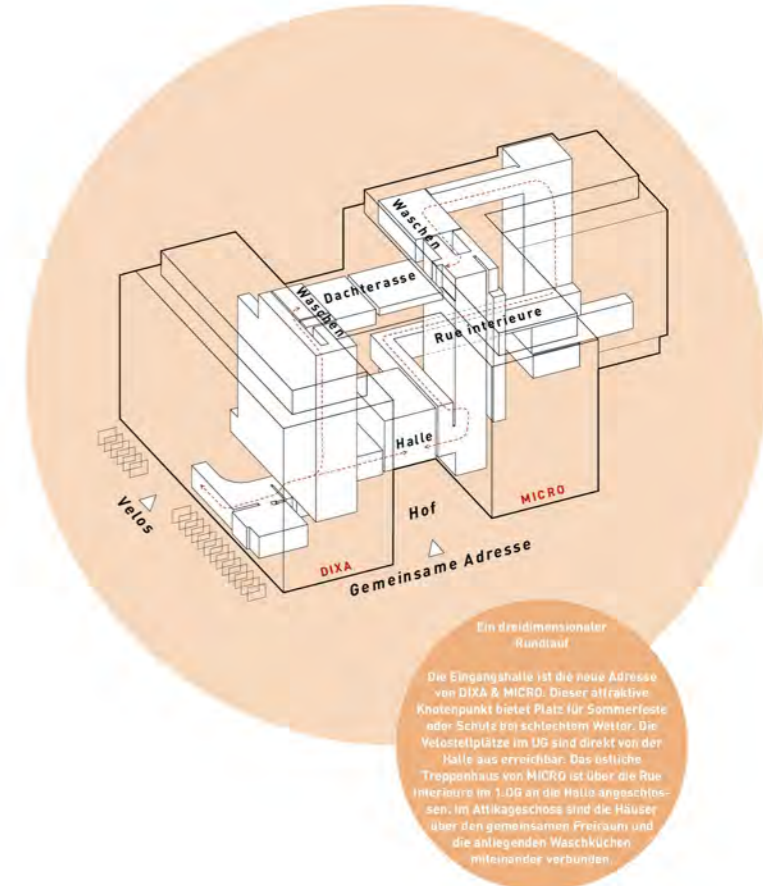 Waschen
Dachterasse
Waschen
Rue interieure
Halle
MICRO
Hof
Velos
DIXA
Gemeinsame Adresse
Ein dreidimensionaler
Rundlauf
Die Eingangshalle ist die neue Adresse
von DIXA & MICRO. Dieser attraktive
Knotenpunkt bietet Platz für Sommerfeste
oder Schutz bei schlechtem Wetter. Die
Velostellplätze im UG sind direkt von der
Halle aus erreichbar. Das östliche
Treppenhaus von MICRO ist über die Rue
Interieure im 1.OG an die Halle angeschlos-
sen. Im Attikageschoss sind die Häuser
über den gemeinsamen Freiraum und
die anliegenden Waschküchen
miteinander verbunden.